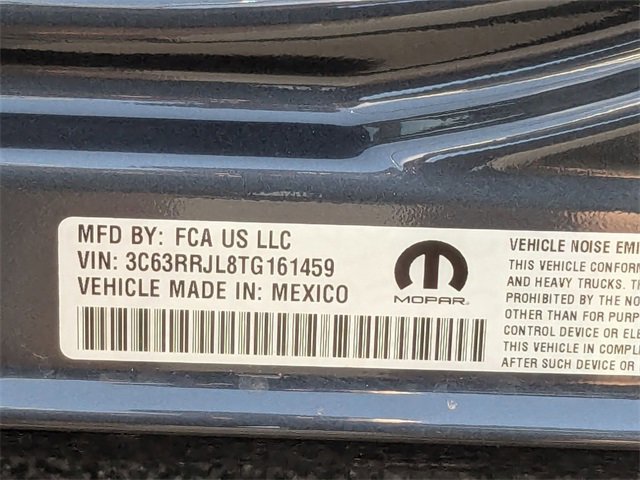 MFD BY: FCA US LLC
VIN: 3C63RRJL8TG161459
VEHICLE MADE IN: MEXICO
MOPAR
VEHICLE NOISE EMI
THIS VEHICLE CONFORM
AND HEAVY TRUCKS. T
PROHIBITED BY THE NO
OTHER THAN FOR PURP
CONTROL DEVICE OR ELE
THIS VEHICLE IN COMPLI
AFTER SUCH DEVICE OR